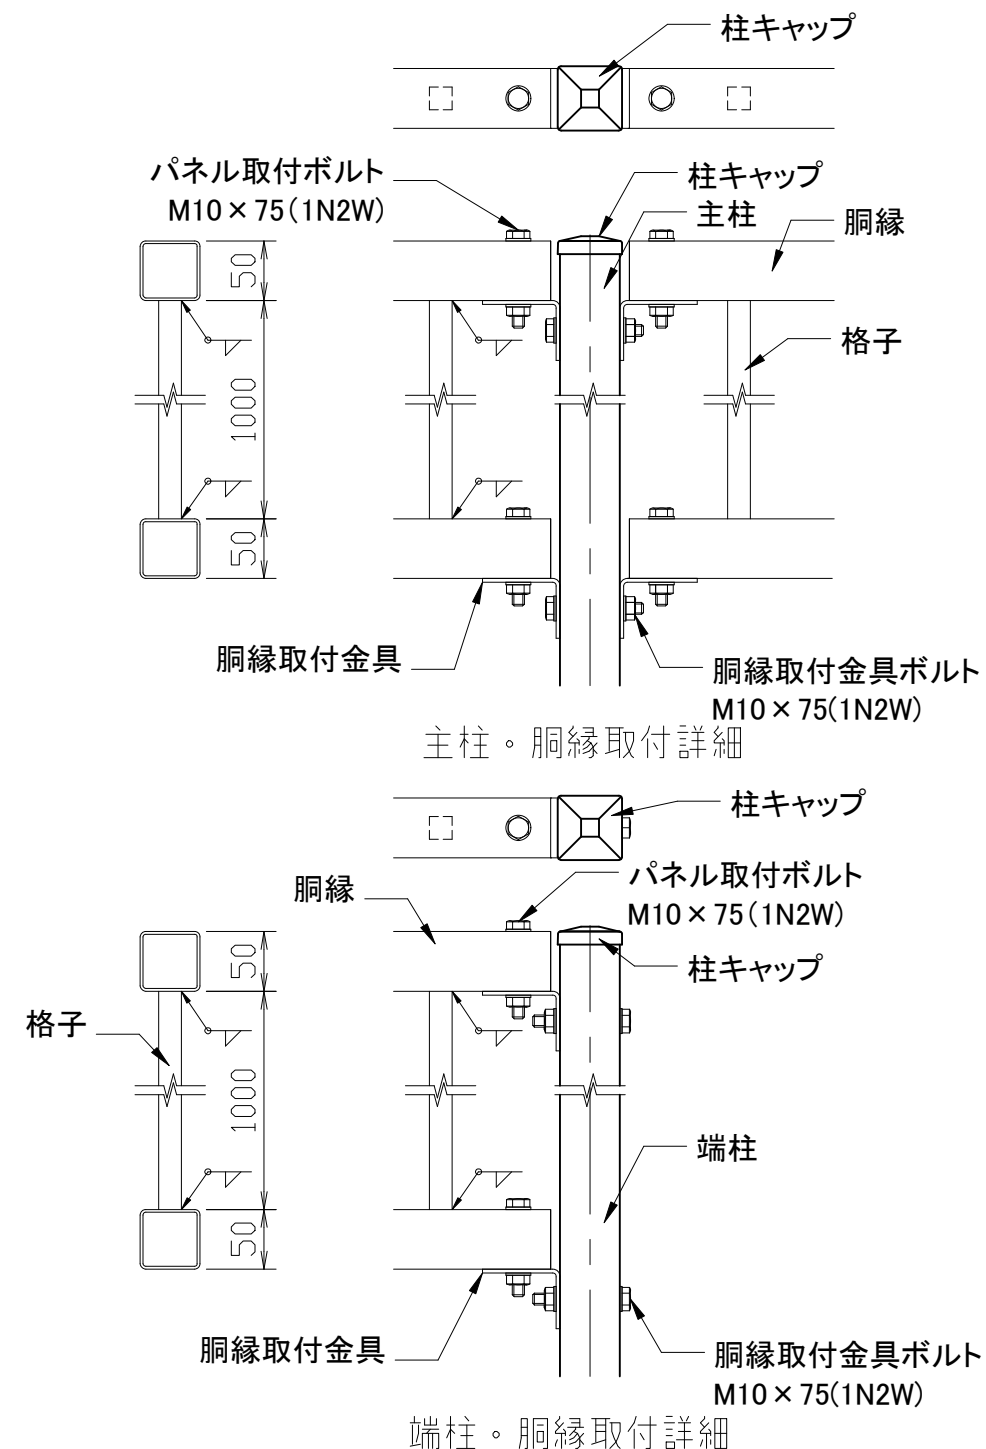 柱キャップ
パネル取付ボルト
M10×75(1N2W)
柱キャップ
主柱
胴縁
50
格子
1000
50
胴縁取付金具
胴縁取付金具ボルト
M10×75(1N2W)
主柱。胴縁取付詳細
柱キャップ
胴縁
パネル取付ボルト
M10×75(1N2W)
柱キャップ
50
格子
1000
端柱
50
胴縁取付金具
胴縁取付金具ボルト
M10×75(1N2W)
端柱。胴縁取付詳細